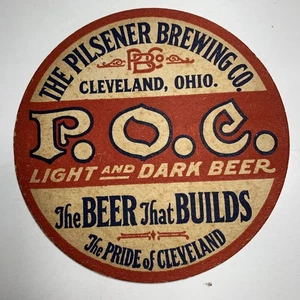 THE PILSENER BREWING CO.
PBCo
CLEVELAND, OHIO.
P.O.C.
LIGHT AND DARK BEER
The BEER That BUILDS
The PRIDE of CLEVELAND